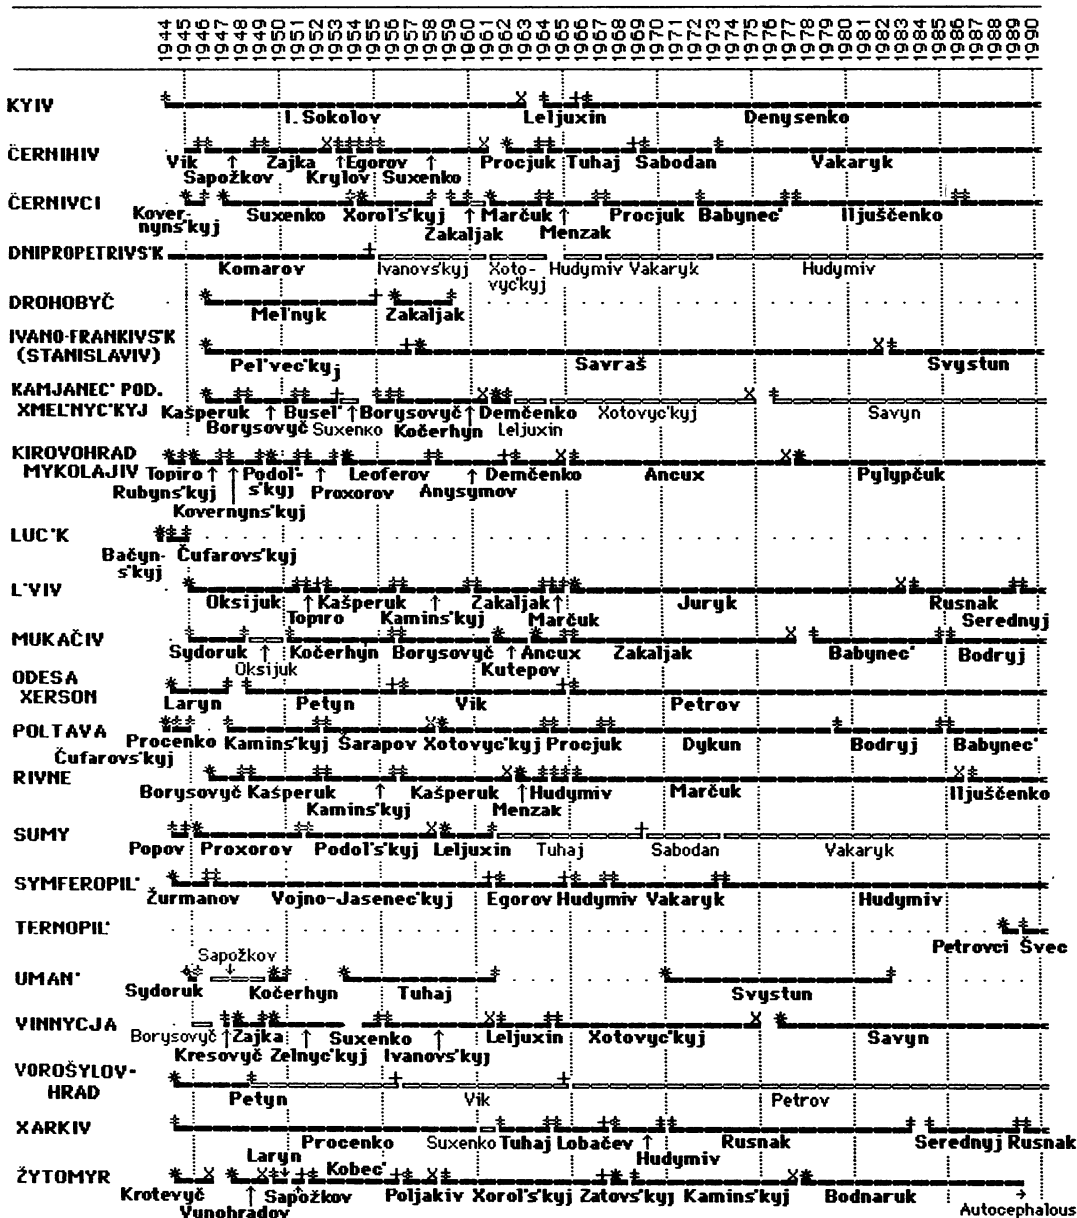 1944 1945 1946 1947 1948 1949 1950 1951 1952 1953 1954 1955 1956 1957 1958 1959 1960 1961 1962 1963 1964 1965 1966 1967 1968 1969 1970 1971 1972 1973 1974 1975 1976 1977 1978 1979 1980 1981 1982 1983 1984 1985 1986 1987 1988 1989 1990
KYIV
I. Sokolov Leljuxin Denysenko
ČERNIHIV
Vik ↑ Zajka ↑ Egorov ↑ Procjuk Tuhaj Sabodan Vakaryk
Sapožkov Krylov Suxenko
ČERNIVCI
Kover- Suxenko Xorol's'kyj ↑ Marčuk ↑ Procjuk Babynec' Iljuščenko
nyns'kyj Zakaljak Menzak
DNIPROPETRIVS'K
Komarov Ivanovs'kyj Xoto- Hudymiv Vakaryk Hudymiv
vyc'kyj
DROHOBYČ
Mel'nyk Zakaljak
IVANO-FRANKIVS'K
(STANISLAVIV)
Pel'vec'kyj Savraš Svystun
KAMJANEC' POD.
XMEL'NYC'KYJ
Kašperuk ↑ Busel' ↑ Borysovyč ↑ Demčenko Xotovyc'kyj Savyn
Borysovyč Suxenko Kočerhyn Leljuxin
KIROVOHRAD
MYKOLAJIV
Topiro ↑ Podol'- ↑ Leoferov ↑ Demčenko Ancux Pylypčuk
Rubyns'kyj s'kyj Proxorov Anysymov
Kovernyns'kyj
LUC'K
Bačyn- Čufarovs'kyj
s'kyj
L'VIV
Oksijuk ↑ Kašperuk ↑ Zakaljak ↑ Juryk Rusnak
Topiro Kamins'kyj Marčuk Serednyj
MUKAČIV
Sydoruk ↑ Kočerhyn Borysovyč ↑ Ancux Zakaljak Babynec' Bodryj
Oksijuk Kutepov
ODESA
XERSON
Laryn Petyn Vik Petrov
POLTAVA
Procenko Kamins'kyj Šarapov Xotovyc'kyj Procjuk Dykun Bodryj Babynec'
Čufarovs'kyj
RIVNE
Borysovyč Kašperuk ↑ Kašperuk ↑ Hudymiv Marčuk Iljuščenko
Kamins'kyj Menzak
SUMY
Popov Proxorov Podol's'kyj Leljuxin Tuhaj Sabodan Vakaryk
SYMFEROPIL'
Žurmanov Vojno-Jasenec'kyj Egorov Hudymiv Vakaryk Hudymiv
TERNOPIL'
Petrovci Švec
Sapožkov
UMAN'
Sydoruk Kočerhyn Tuhaj Svystun
VINNYCJA
Borysovyč ↑ Zajka ↑ Suxenko ↑ Leljuxin Xotovyc'kyj Savyn
Kresovyč Zelnyc'kyj Ivanovs'kyj
VOROŠYLOV-
HRAD
Petyn Vik Petrov
XARKIV
Procenko Suxenko Tuhaj Lobačev ↑ Rusnak Serednyj Rusnak
Laryn Hudymiv
ŽYTOMYR
Kobec'
Krotevyč ↑ Sapožkov Poljakiv Xorol's'kyj Zatovs'kyj Kamins'kyj Bodnaruk
Vynohradov Autocephalous